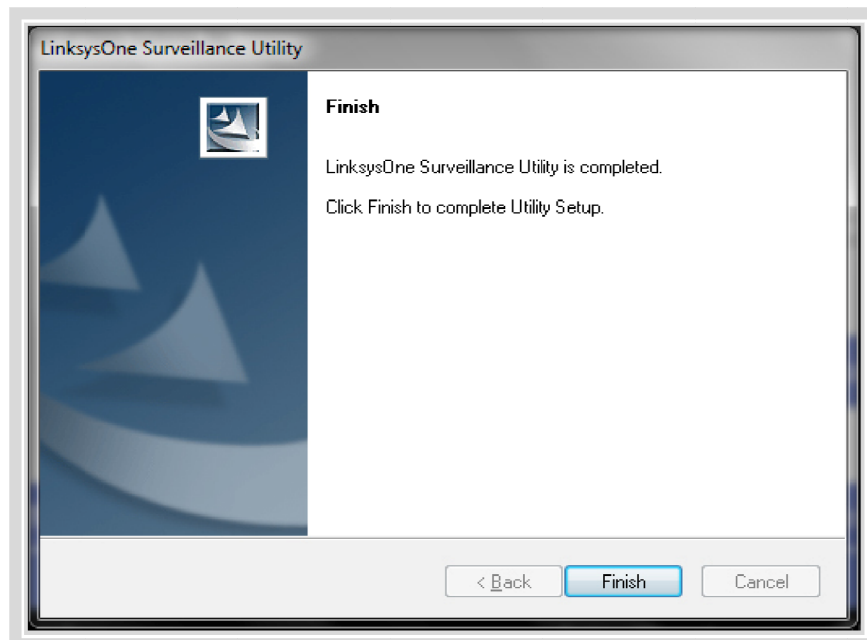 LinksysOne Surveillance Utility
Finish
LinksysOne Surveillance Utility is completed.
Click Finish to complete Utility Setup.
< Back
Finish
Cancel